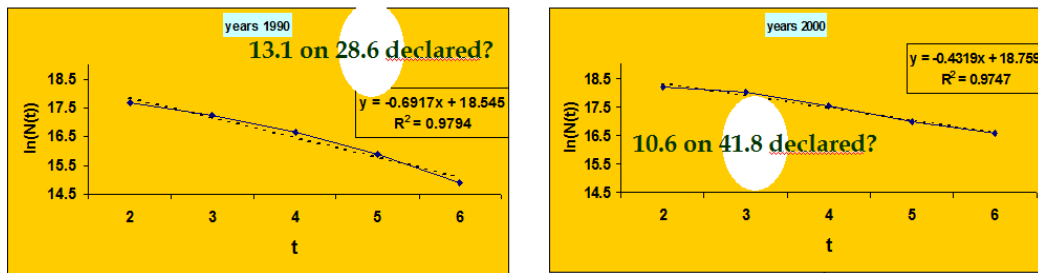 years 1990
13.1 on 28.6 declared?
18.5
17.5
16.5
15.5
14.5
ln(N(t))
y = -0.6917x + 18.545
R² = 0.9794
2 3 4 5 6
t
years 2000
18.5
17.5
16.5
15.5
14.5
ln(N(t))
y = -0.4319x + 18.759
R² = 0.9747
10.6 on 41.8 declared?
2 3 4 5 6
t